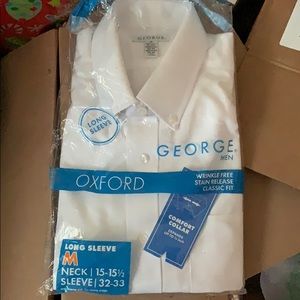 GEORGE
LONG
SLEEVE
GEORGE
MEN
WRINKLE FREE
STAIN RELEASE
CLASSIC FIT
OXFORD
COMFORT
COLLAR
LONG SLEEVE
M
NECK | 15-15½
SLEEVE | 32-33